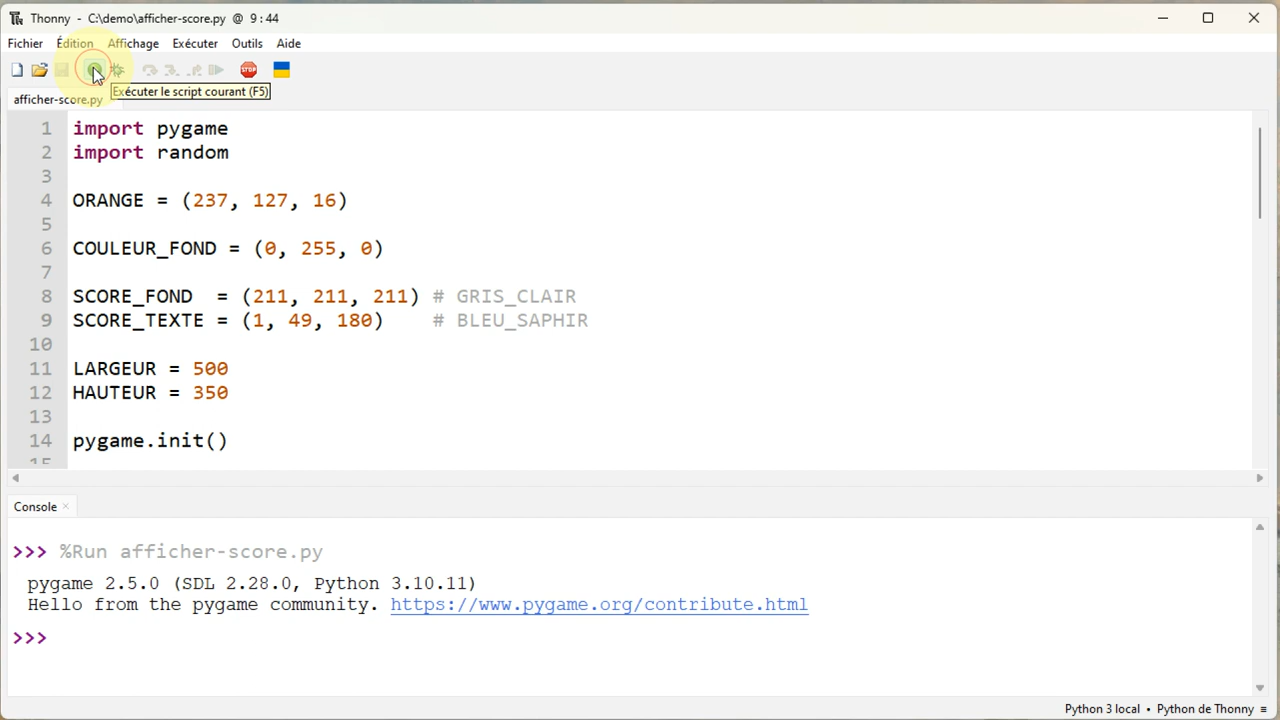 Thonny - C:\demo\afficher-score.py @ 9 : 44
Fichier Édition Affichage Exécuter Outils Aide
STOP
Exécuter le script courant (F5)
afficher-score.py
1 import pygame
2 import random
3
4 ORANGE = (237, 127, 16)
5
6 COULEUR_FOND = (0, 255, 0)
7
8 SCORE_FOND  = (211, 211, 211) # GRIS_CLAIR
9 SCORE_TEXTE = (1, 49, 180)    # BLEU_SAPHIR
10
11 LARGEUR = 500
12 HAUTEUR = 350
13
14 pygame.init()
15
Console ×
>>> %Run afficher-score.py
pygame 2.5.0 (SDL 2.28.0, Python 3.10.11)
Hello from the pygame community. https://www.pygame.org/contribute.html
>>>
Python 3 local • Python de Thonny ≡